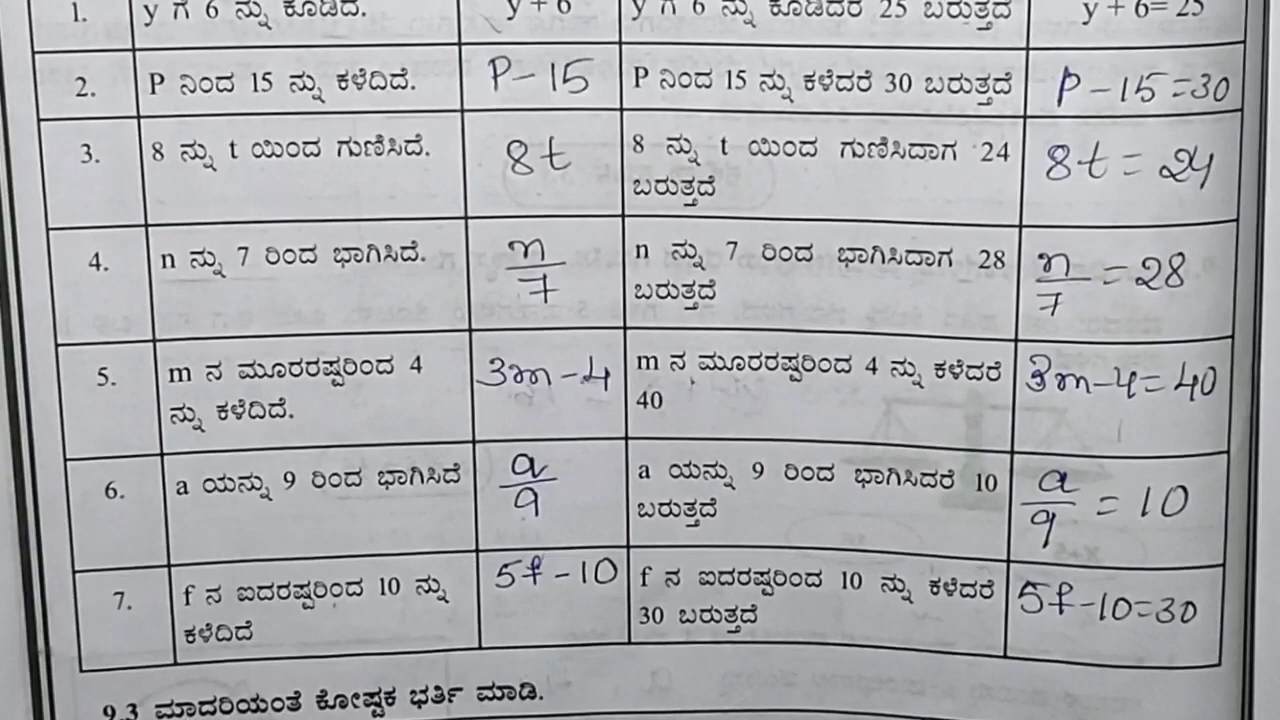 1. y ಗೆ 6 ನ್ನು ಕೂಡಿದೆ. y + 6 y ಗೆ 6 ನ್ನು ಕೂಡಿದರೆ 25 ಬರುತ್ತದೆ y + 6= 25
2. P ನಿಂದ 15 ನ್ನು ಕಳೆದಿದೆ. P - 15 P ನಿಂದ 15 ನ್ನು ಕಳೆದರೆ 30 ಬರುತ್ತದೆ P - 15 = 30
3. 8 ನ್ನು t ಯಿಂದ ಗುಣಿಸಿದೆ. 8t 8 ನ್ನು t ಯಿಂದ ಗುಣಿಸಿದಾಗ 24
ಬರುತ್ತದೆ 8t = 24
4. n ನ್ನು 7 ರಿಂದ ಭಾಗಿಸಿದೆ. n/7 n ನ್ನು 7 ರಿಂದ ಭಾಗಿಸಿದಾಗ 28
ಬರುತ್ತದೆ n/7 = 28
5. m ನ ಮೂರರಷ್ಟರಿಂದ 4
ನ್ನು ಕಳೆದಿದೆ. 3m - 4 m ನ ಮೂರರಷ್ಟರಿಂದ 4 ನ್ನು ಕಳೆದರೆ
40 3m - 4 = 40
6. a ಯನ್ನು 9 ರಿಂದ ಭಾಗಿಸಿದೆ a/9 a ಯನ್ನು 9 ರಿಂದ ಭಾಗಿಸಿದರೆ 10
ಬರುತ್ತದೆ a/9 = 10
7. f ನ ಐದರಷ್ಟರಿಂದ 10 ನ್ನು
ಕಳೆದಿದೆ 5f - 10 f ನ ಐದರಷ್ಟರಿಂದ 10 ನ್ನು ಕಳೆದರೆ
30 ಬರುತ್ತದೆ 5f - 10 = 30
9.3 ಮಾದರಿಯಂತೆ ಕೋಷ್ಟಕ ಭರ್ತಿ ಮಾಡಿ.